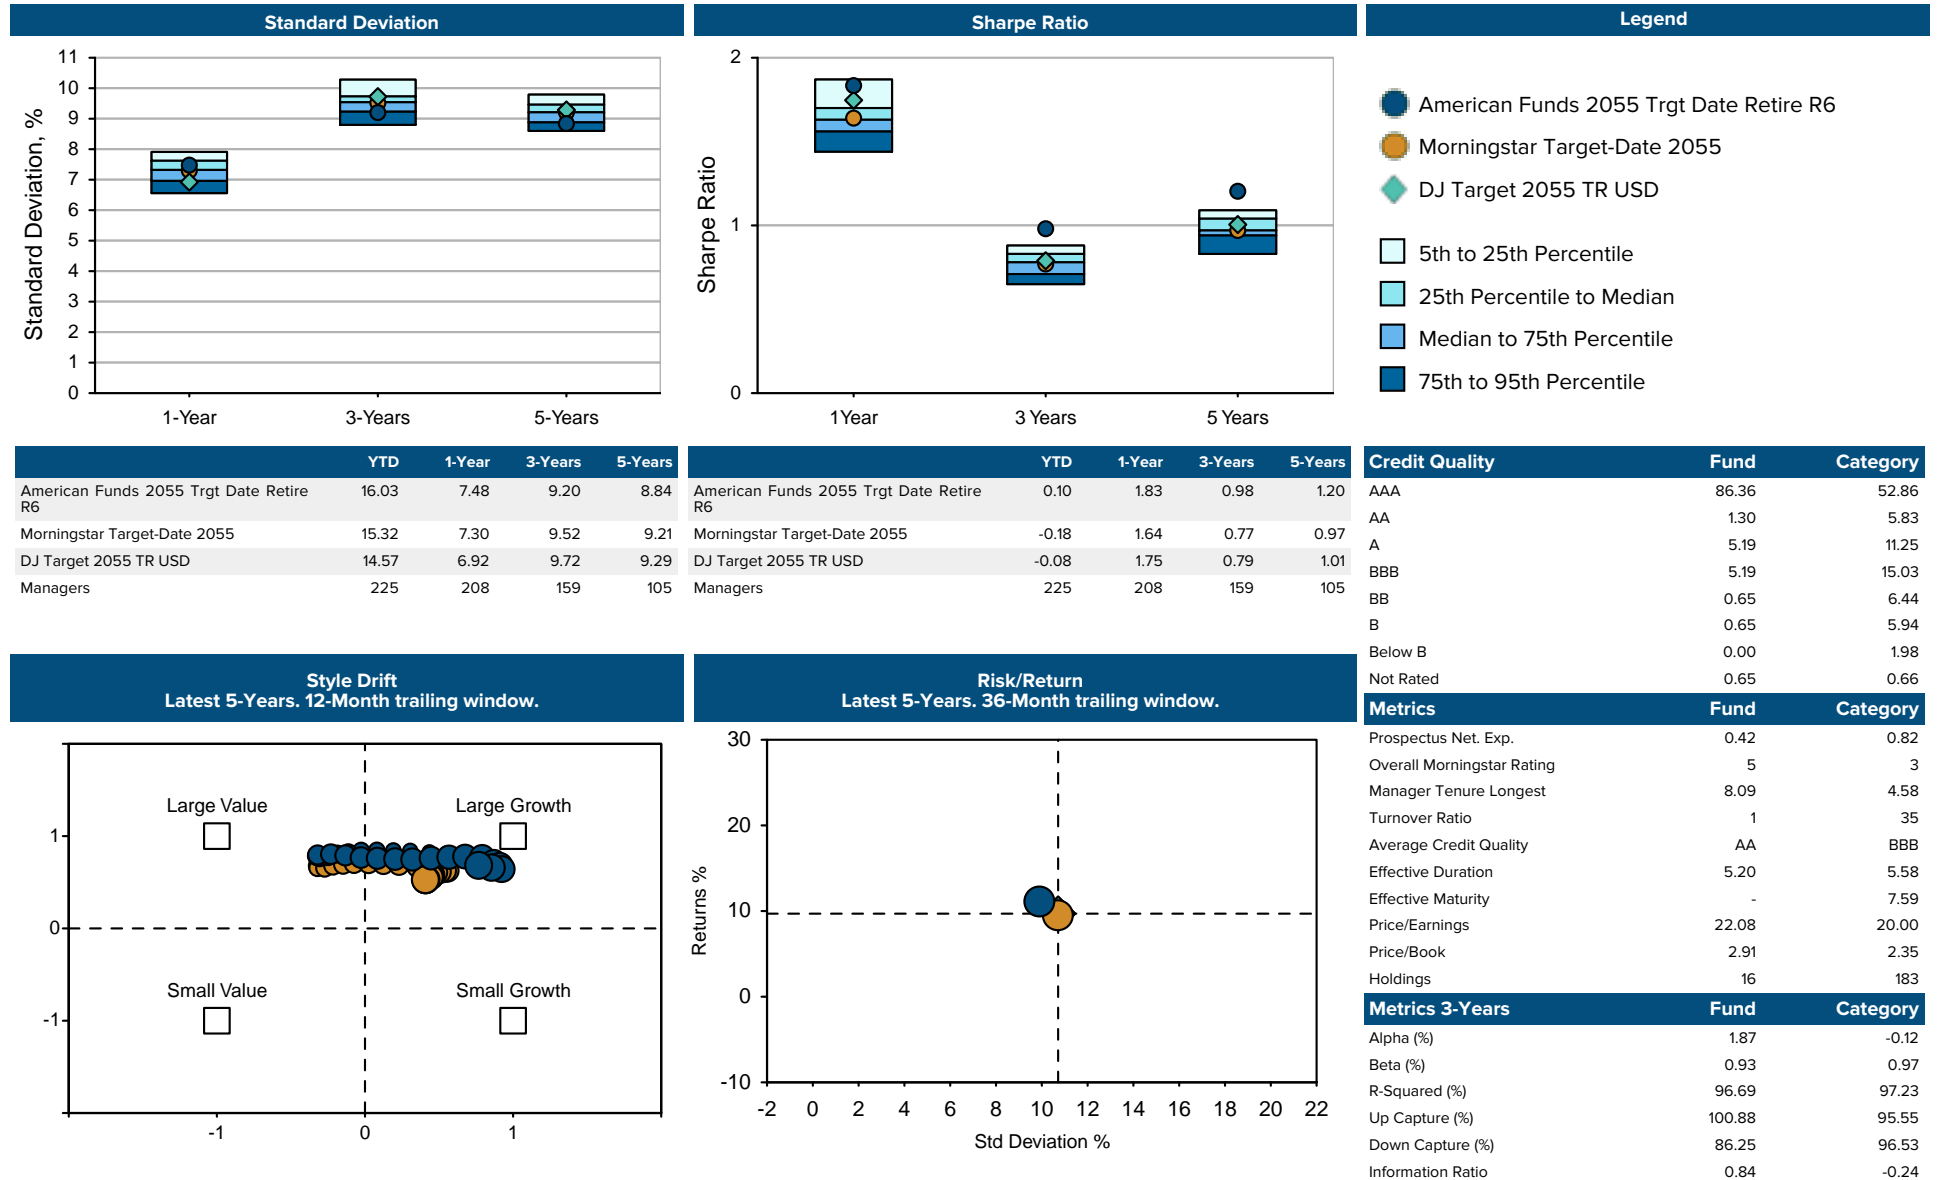 Standard Deviation
11
10
9
8
7
6
5
4
3
2
1
0
Standard Deviation, %
1-Year 3-Years 5-Years
Sharpe Ratio
2
1
0
Sharpe Ratio
1Year 3 Years 5 Years
Legend
American Funds 2055 Trgt Date Retire R6
Morningstar Target-Date 2055
DJ Target 2055 TR USD
5th to 25th Percentile
25th Percentile to Median
Median to 75th Percentile
75th to 95th Percentile
YTD 1-Year 3-Years 5-Years
American Funds 2055 Trgt Date Retire 16.03 7.48 9.20 8.84
R6
Morningstar Target-Date 2055 15.32 7.30 9.52 9.21
DJ Target 2055 TR USD 14.57 6.92 9.72 9.29
Managers 225 208 159 105
YTD 1-Year 3-Years 5-Years
American Funds 2055 Trgt Date Retire 0.10 1.83 0.98 1.20
R6
Morningstar Target-Date 2055 -0.18 1.64 0.77 0.97
DJ Target 2055 TR USD -0.08 1.75 0.79 1.01
Managers 225 208 159 105
Credit Quality Fund Category
AAA 86.36 52.86
AA 1.30 5.83
A 5.19 11.25
BBB 5.19 15.03
BB 0.65 6.44
B 0.65 5.94
Below B 0.00 1.98
Not Rated 0.65 0.66
Metrics Fund Category
Prospectus Net. Exp. 0.42 0.82
Overall Morningstar Rating 5 3
Manager Tenure Longest 8.09 4.58
Turnover Ratio 1 35
Average Credit Quality AA BBB
Effective Duration 5.20 5.58
Effective Maturity - 7.59
Price/Earnings 22.08 20.00
Price/Book 2.91 2.35
Holdings 16 183
Metrics 3-Years Fund Category
Alpha (%) 1.87 -0.12
Beta (%) 0.93 0.97
R-Squared (%) 96.69 97.23
Up Capture (%) 100.88 95.55
Down Capture (%) 86.25 96.53
Information Ratio 0.84 -0.24
Style Drift
Latest 5-Years. 12-Month trailing window.
Large Value Large Growth
1
0
Small Value Small Growth
-1
-1 0 1
Risk/Return
Latest 5-Years. 36-Month trailing window.
30
20
10
0
-10
Returns %
-2 0 2 4 6 8 10 12 14 16 18 20 22
Std Deviation %